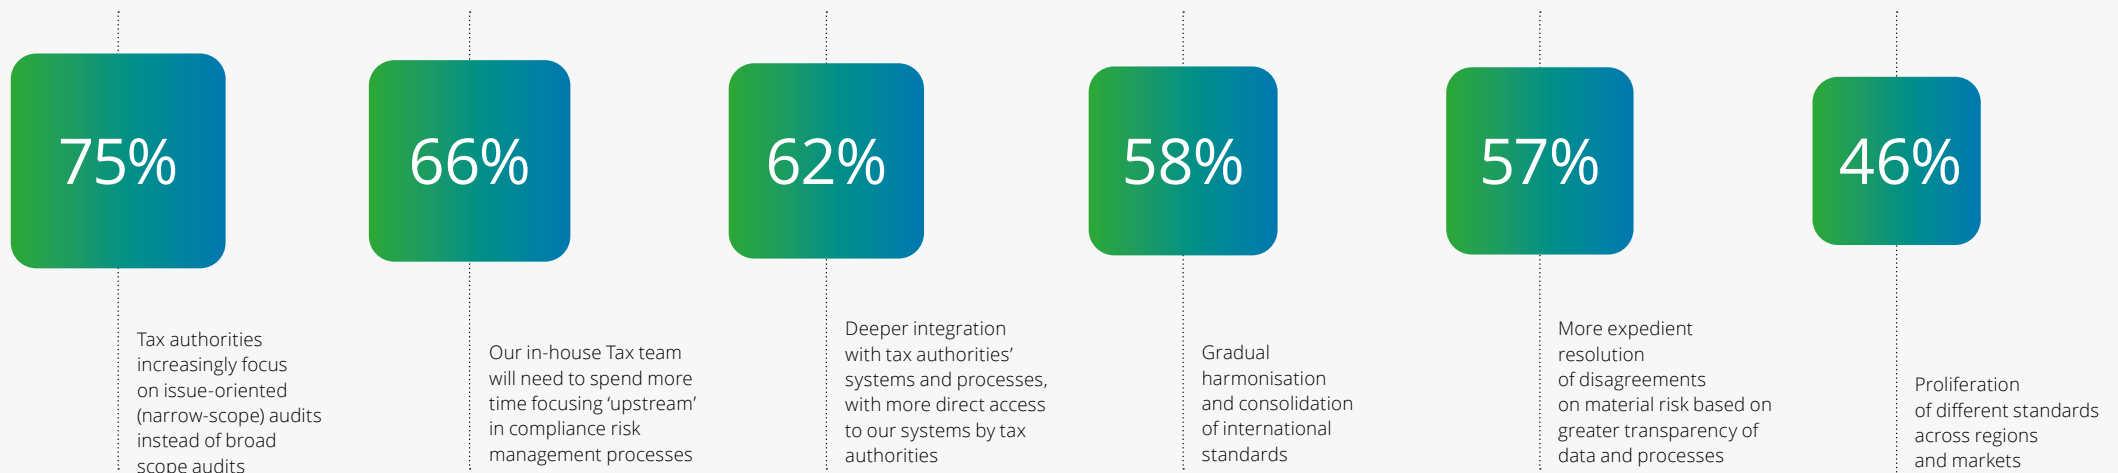 75%
Tax authorities
increasingly focus
on issue-oriented
(narrow-scope) audits
instead of broad
scope audits
66%
Our in-house Tax team
will need to spend more
time focusing ‘upstream’
in compliance risk
management processes
62%
Deeper integration
with tax authorities’
systems and processes,
with more direct access
to our systems by tax
authorities
58%
Gradual
harmonisation
and consolidation
of international
standards
57%
More expedient
resolution
of disagreements
on material risk based on
greater transparency of
data and processes
46%
Proliferation
of different standards
across regions
and markets